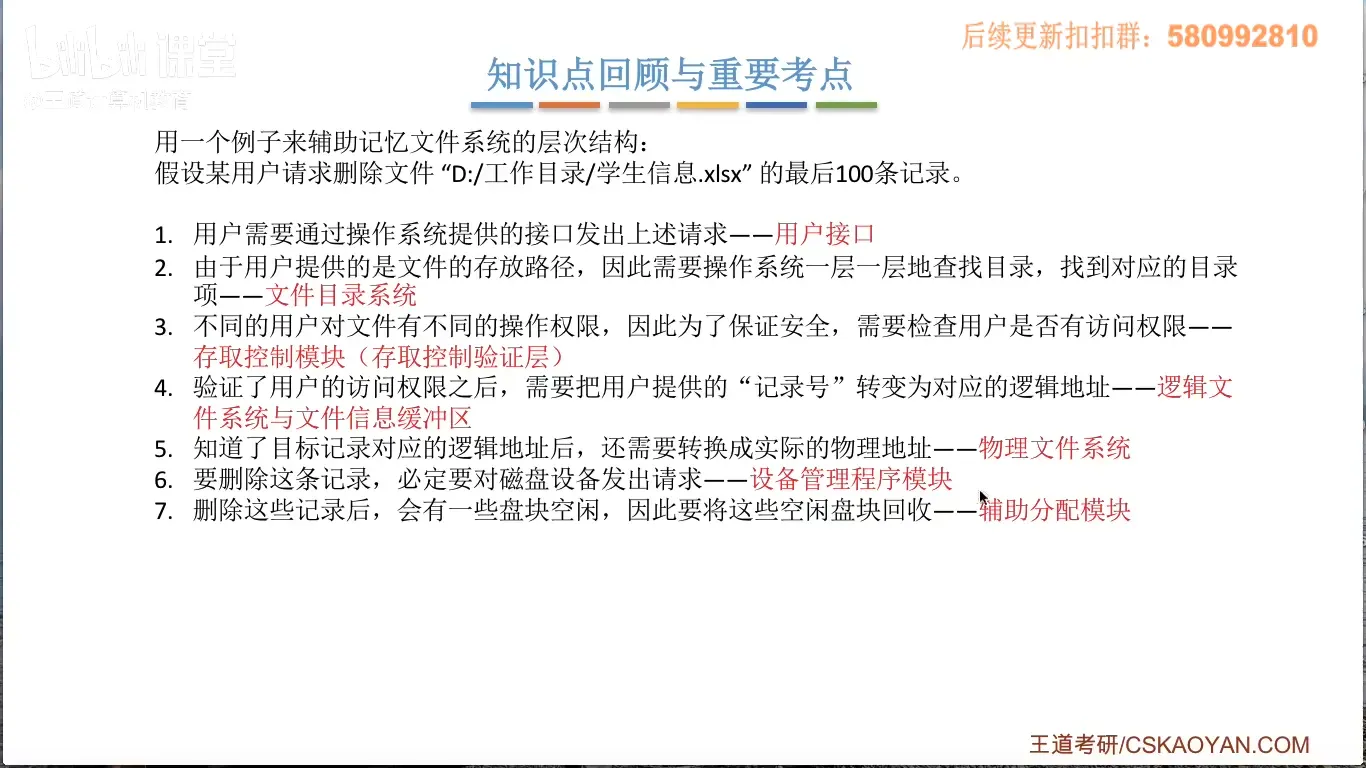 bilibili 课堂
后续更新扣扣群：580992810
@王道计算机教育
知识点回顾与重要考点
用一个例子来辅助记忆文件系统的层次结构：
假设某用户请求删除文件 “D:/工作目录/学生信息.xlsx” 的最后100条记录。
1. 用户需要通过操作系统提供的接口发出上述请求——用户接口
2. 由于用户提供的是文件的存放路径，因此需要操作系统一层一层地查找目录，找到对应的目录
项——文件目录系统
3. 不同的用户对文件有不同的操作权限，因此为了保证安全，需要检查用户是否有访问权限——
存取控制模块（存取控制验证层）
4. 验证了用户的访问权限之后，需要把用户提供的“记录号”转变为对应的逻辑地址——逻辑文
件系统与文件信息缓冲区
5. 知道了目标记录对应的逻辑地址后，还需要转换成实际的物理地址——物理文件系统
6. 要删除这条记录，必定要对磁盘设备发出请求——设备管理程序模块
7. 删除这些记录后，会有一些盘块空闲，因此要将这些空闲盘块回收——辅助分配模块
王道考研/CSKAOYAN.COM